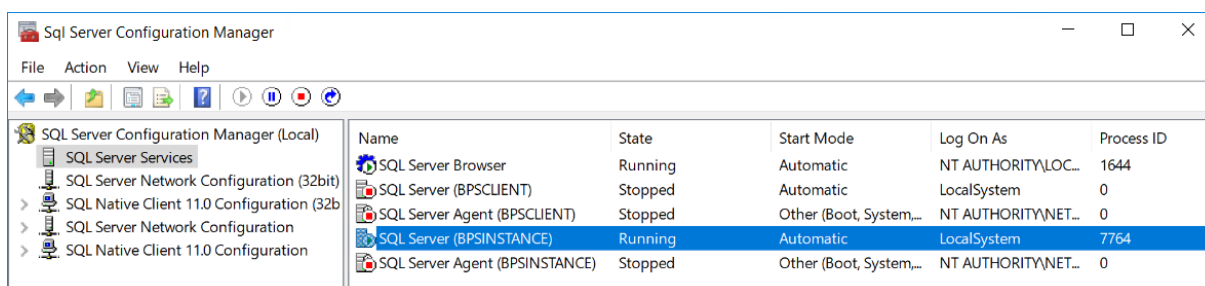 Sql Server Configuration Manager
File Action View Help
SQL Server Configuration Manager (Local)
SQL Server Services
SQL Server Network Configuration (32bit)
SQL Native Client 11.0 Configuration (32b
SQL Server Network Configuration
SQL Native Client 11.0 Configuration
Name State Start Mode Log On As Process ID
SQL Server Browser Running Automatic NT AUTHORITY\LOC... 1644
SQL Server (BPSCLIENT) Stopped Automatic LocalSystem 0
SQL Server Agent (BPSCLIENT) Stopped Other (Boot, System,... NT AUTHORITY\NET... 0
SQL Server (BPSINSTANCE) Running Automatic LocalSystem 7764
SQL Server Agent (BPSINSTANCE) Stopped Other (Boot, System,... NT AUTHORITY\NET... 0